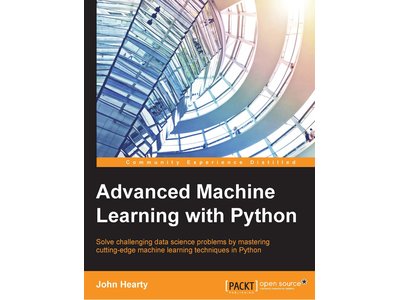 Community Experience Distilled
Advanced Machine
Learning with Python
Solve challenging data science problems by mastering
cutting-edge machine learning techniques in Python
John Hearty
[PACKT] open source*
PUBLISHING